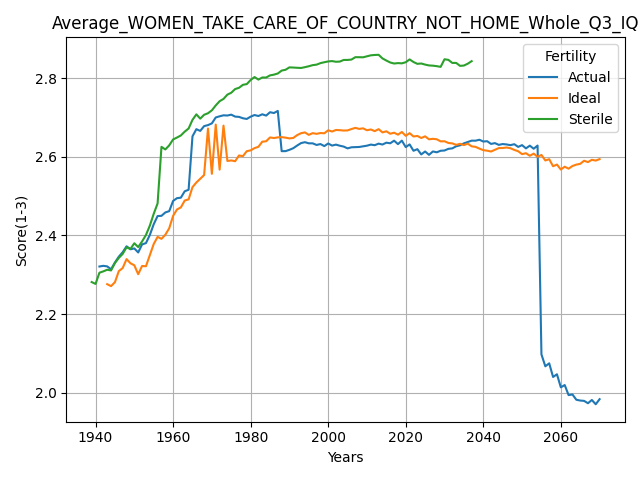 Average_WOMEN_TAKE_CARE_OF_COUNTRY_NOT_HOME_Whole_Q3_IQ
Fertility
Actual
Ideal
Sterile
Score(1-3)
2.8
2.6
2.4
2.2
2.0
1940
1960
1980
2000
2020
2040
2060
Years